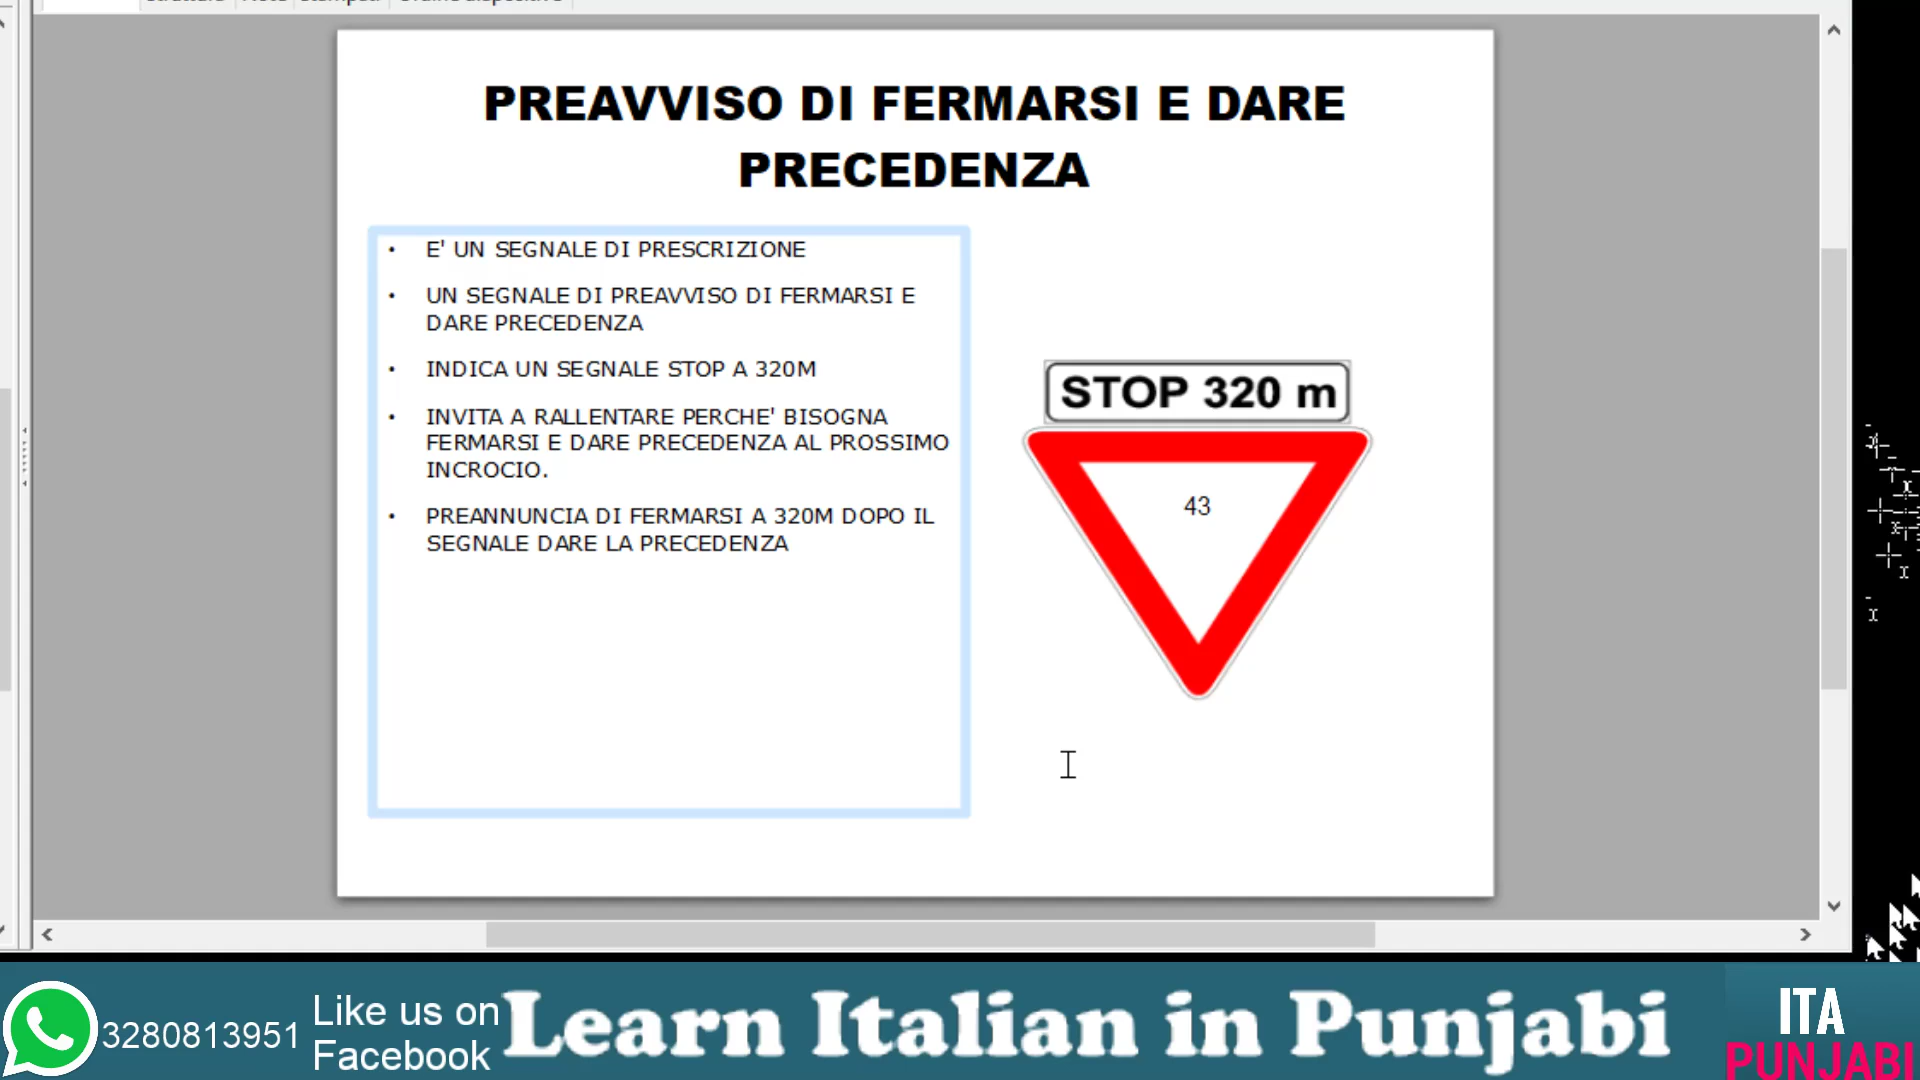 PREAVVISO DI FERMARSI E DARE
PRECEDENZA
• E' UN SEGNALE DI PRESCRIZIONE
• UN SEGNALE DI PREAVVISO DI FERMARSI E
DARE PRECEDENZA
• INDICA UN SEGNALE STOP A 320M
• INVITA A RALLENTARE PERCHE' BISOGNA
FERMARSI E DARE PRECEDENZA AL PROSSIMO
INCROCIO.
• PREANNUNCIA DI FERMARSI A 320M DOPO IL
SEGNALE DARE LA PRECEDENZA
STOP 320 m
43
3280813951
Like us on
Facebook
Learn Italian in Punjabi
ITA
PUNJABI